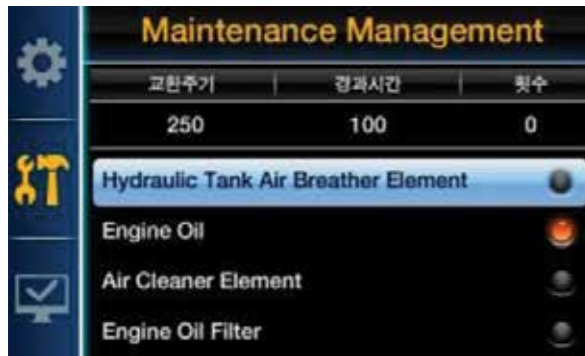 Maintenance Management
교환주기 경과시간 횟수
250 100 0
Hydraulic Tank Air Breather Element
Engine Oil
Air Cleaner Element
Engine Oil Filter